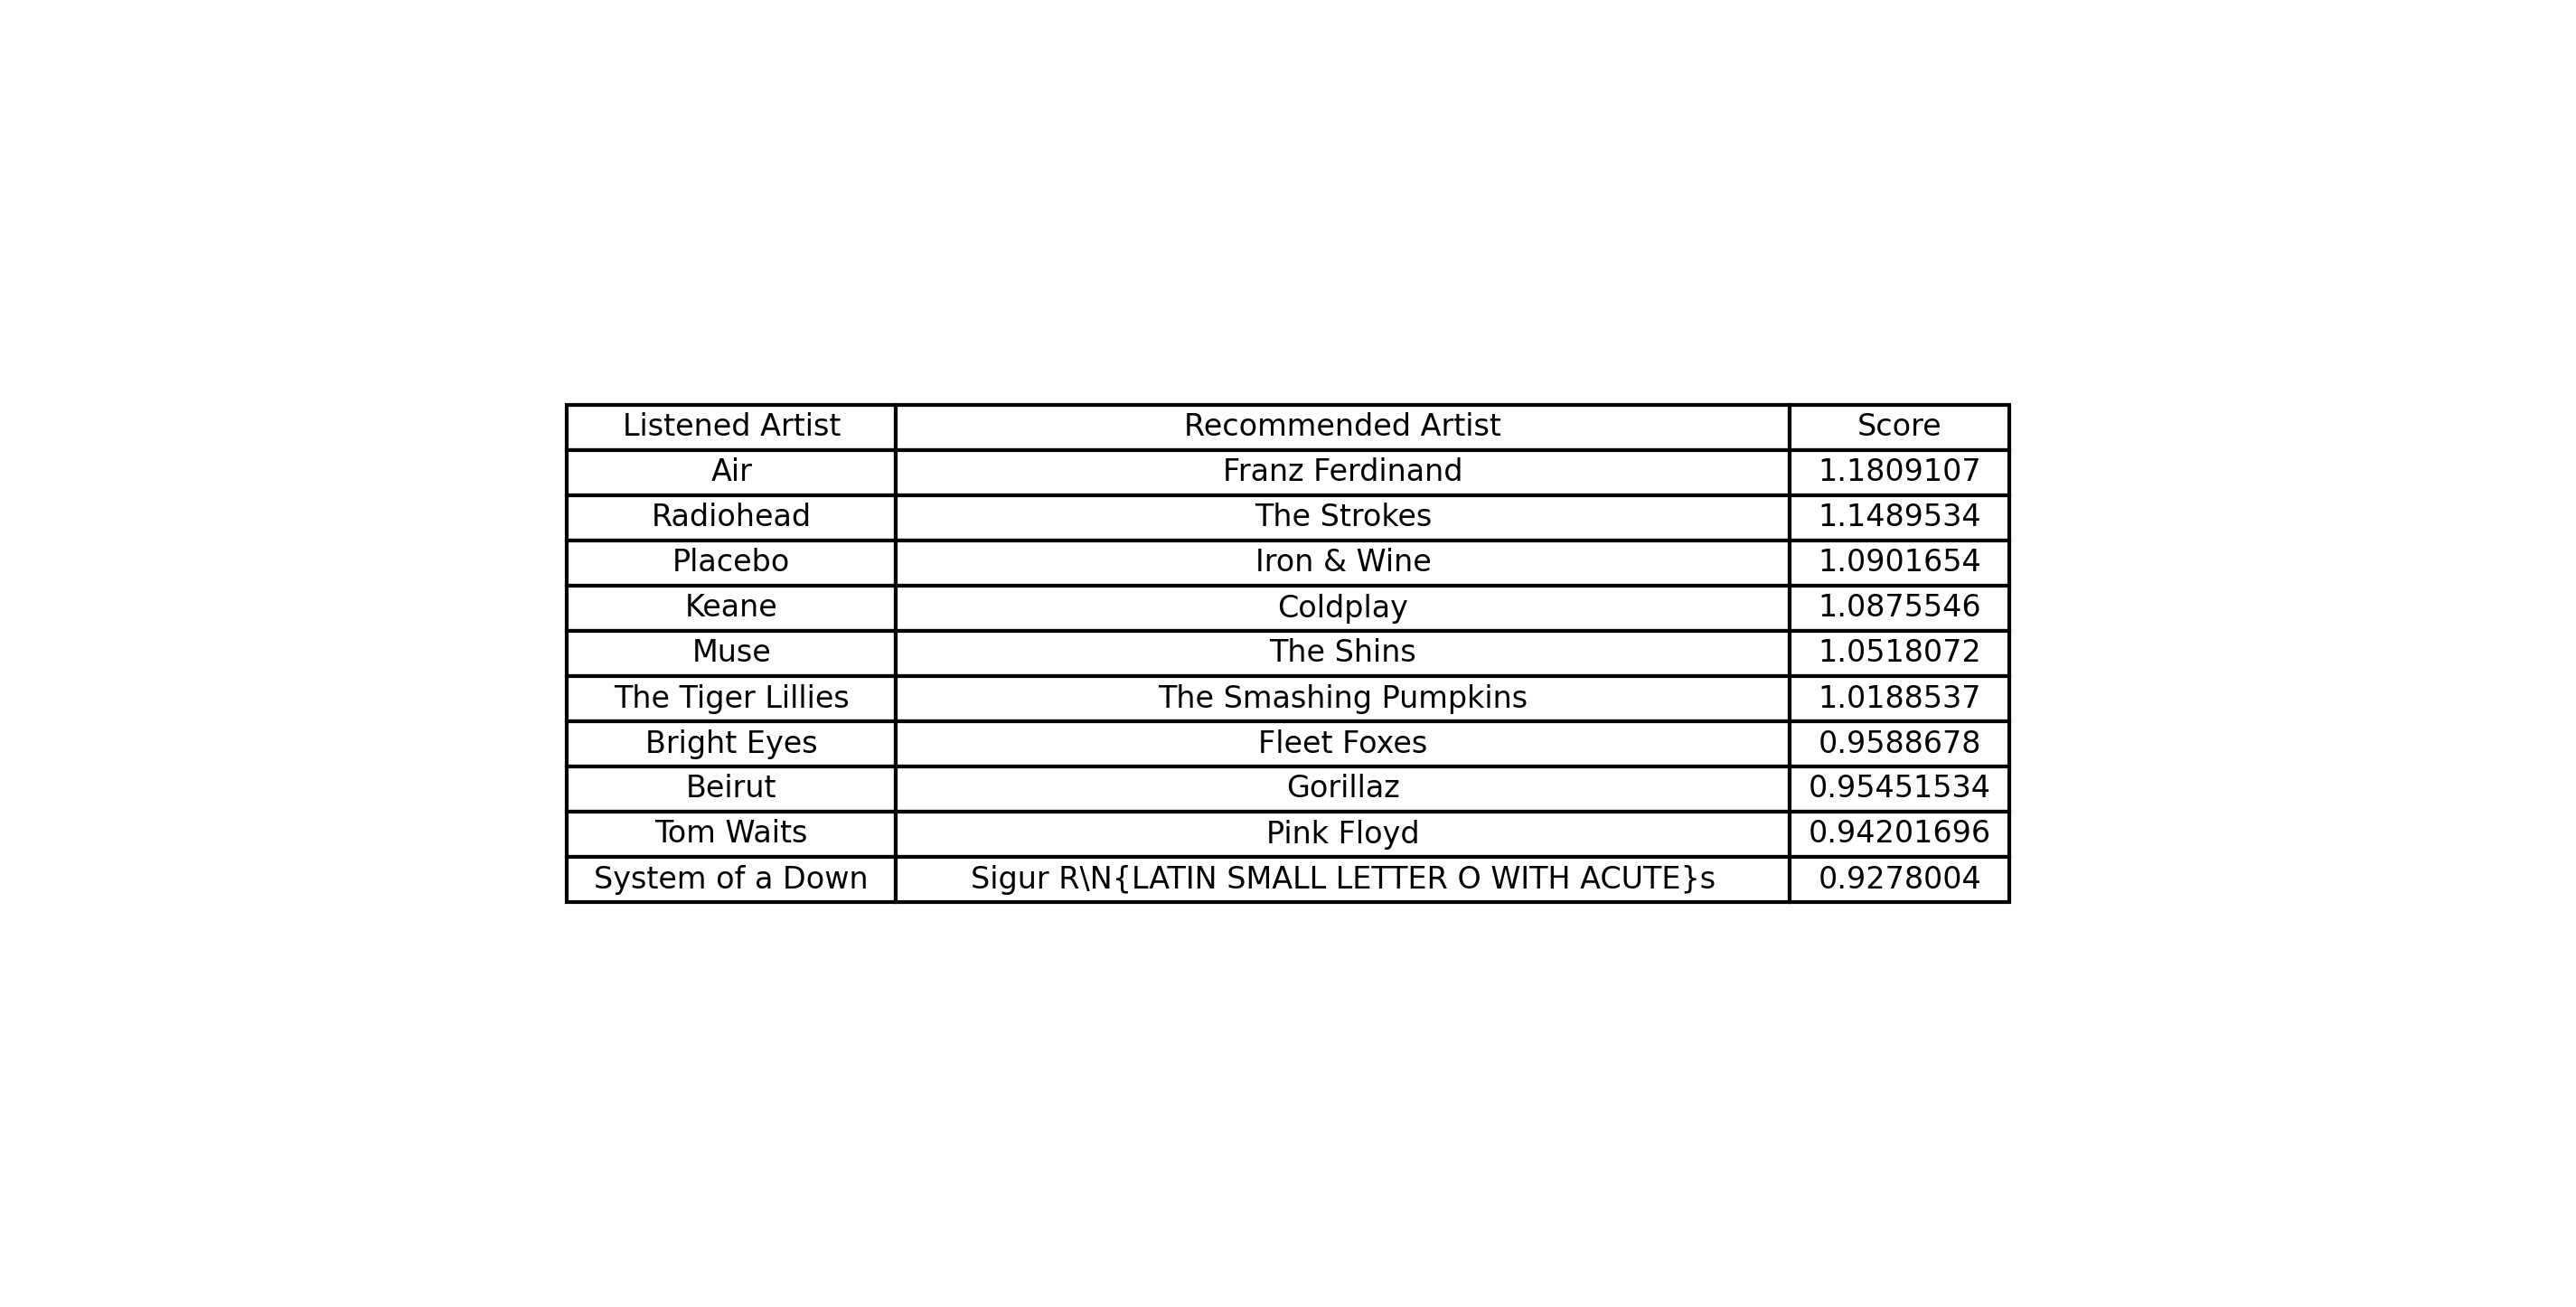 Listened Artist Recommended Artist Score
Air Franz Ferdinand 1.1809107
Radiohead The Strokes 1.1489534
Placebo Iron & Wine 1.0901654
Keane Coldplay 1.0875546
Muse The Shins 1.0518072
The Tiger Lillies The Smashing Pumpkins 1.0188537
Bright Eyes Fleet Foxes 0.9588678
Beirut Gorillaz 0.95451534
Tom Waits Pink Floyd 0.94201696
System of a Down Sigur R\N{LATIN SMALL LETTER O WITH ACUTE}s 0.9278004